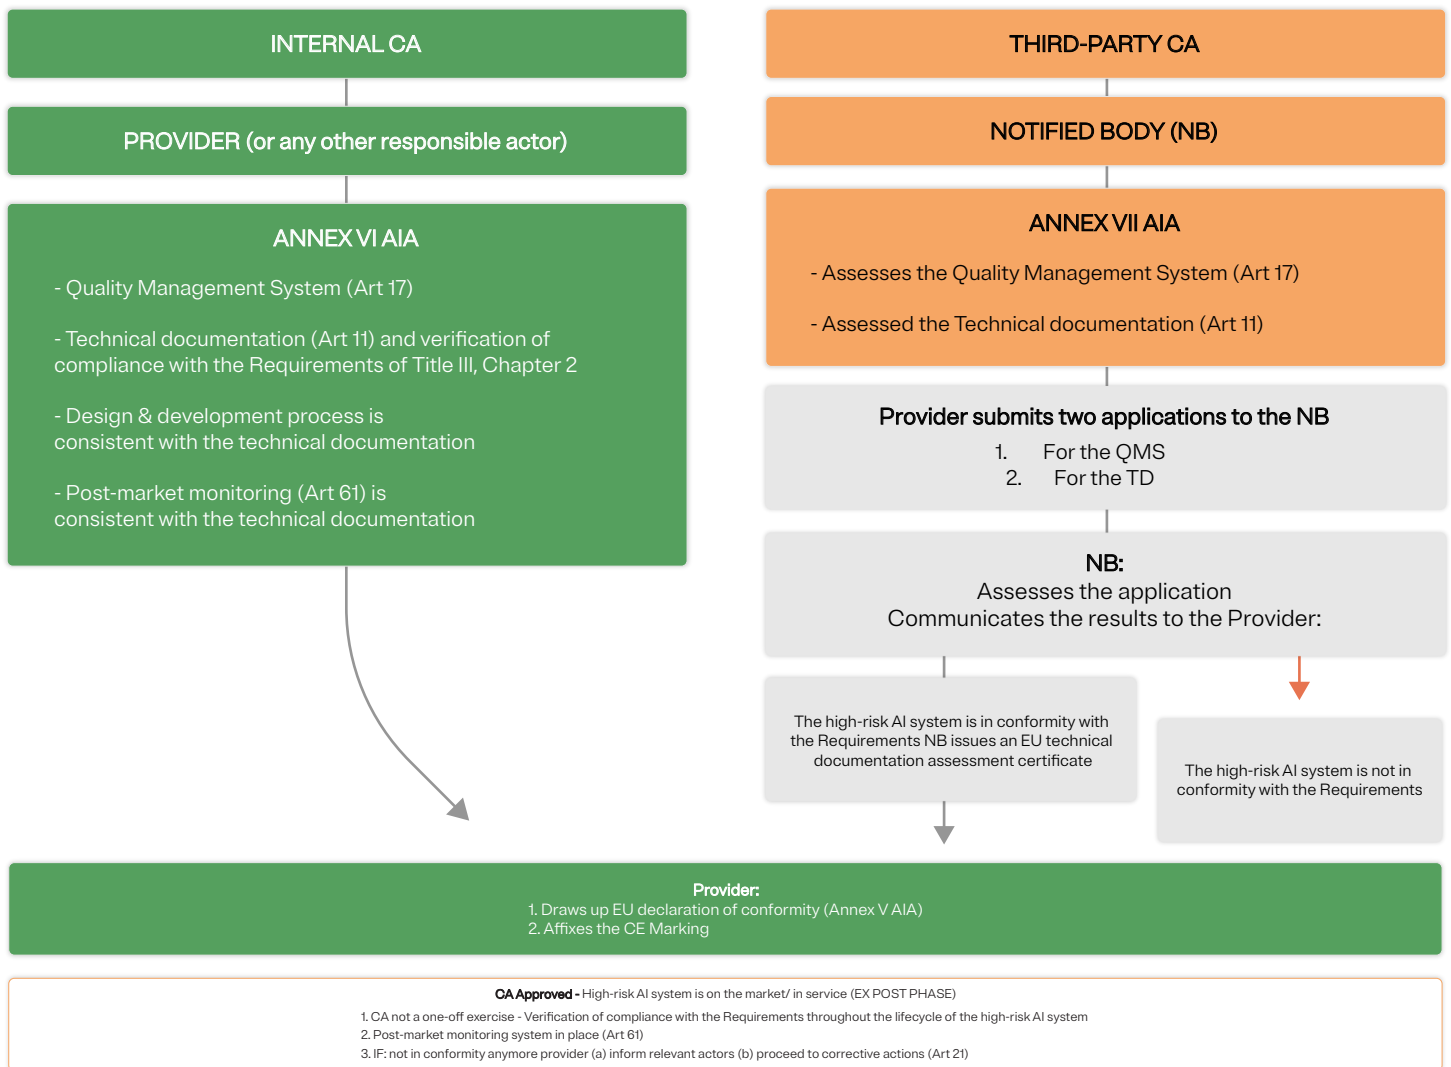 INTERNAL CA
PROVIDER (or any other responsible actor)
ANNEX VI AIA
- Quality Management System (Art 17)
- Technical documentation (Art 11) and verification of
compliance with the Requirements of Title III, Chapter 2
- Design & development process is
consistent with the technical documentation
- Post-market monitoring (Art 61) is
consistent with the technical documentation
THIRD-PARTY CA
NOTIFIED BODY (NB)
ANNEX VII AIA
- Assesses the Quality Management System (Art 17)
- Assessed the Technical documentation (Art 11)
Provider submits two applications to the NB
1. For the QMS
2. For the TD
NB:
Assesses the application
Communicates the results to the Provider:
The high-risk AI system is in conformity with
the Requirements NB issues an EU technical
documentation assessment certificate
The high-risk AI system is not in
conformity with the Requirements
Provider:
1. Draws up EU declaration of conformity (Annex V AIA)
2. Affixes the CE Marking
CA Approved - High-risk AI system is on the market/ in service (EX POST PHASE)
1. CA not a one-off exercise - Verification of compliance with the Requirements throughout the lifecycle of the high-risk AI system
2. Post-market monitoring system in place (Art 61)
3. IF: not in conformity anymore provider (a) inform relevant actors (b) proceed to corrective actions (Art 21)